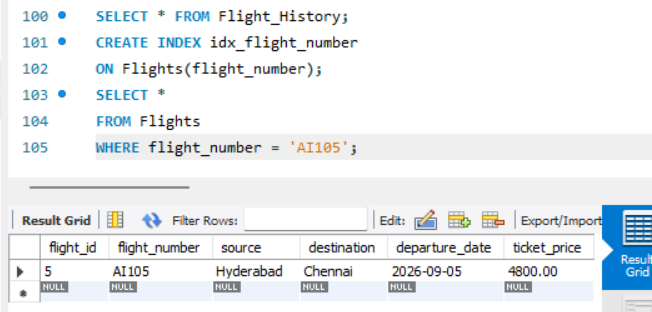 100 SELECT * FROM Flight_History;
101 CREATE INDEX idx_flight_number
102 ON Flights(flight_number);
103 SELECT *
104 FROM Flights
105 WHERE flight_number = 'AI105';
Result Grid Filter Rows: Edit: Export/Import
flight_id flight_number source destination departure_date ticket_price
5 AI105 Hyderabad Chennai 2026-09-05 4800.00
NULL NULL NULL NULL NULL NULL
Result
Grid